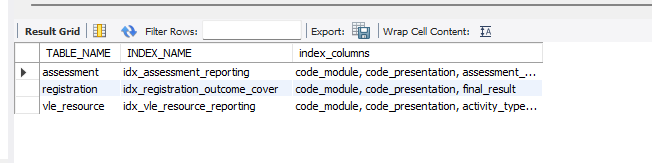 Result Grid Filter Rows: Export: Wrap Cell Content:
TABLE_NAME INDEX_NAME index_columns
assessment idx_assessment_reporting code_module, code_presentation, assessment_...
registration idx_registration_outcome_cover code_module, code_presentation, final_result
vle_resource idx_vle_resource_reporting code_module, code_presentation, activity_type...